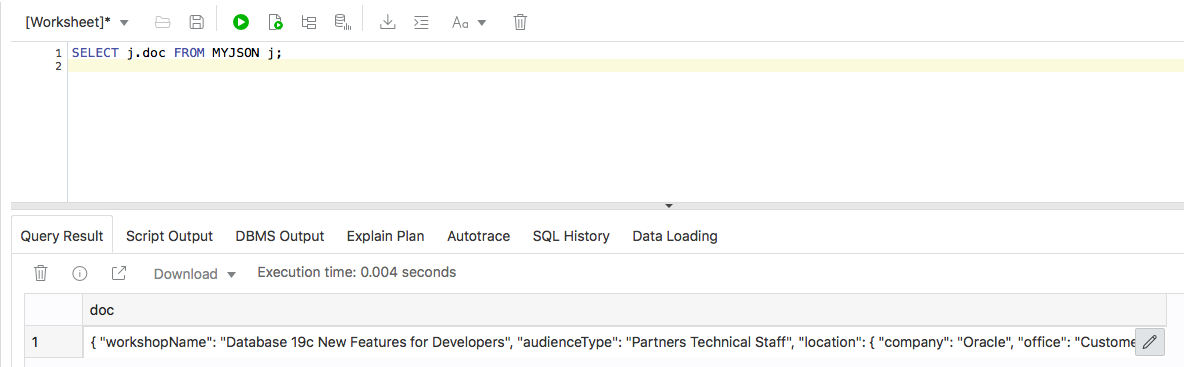 [Worksheet]*
Aa
1 SELECT j.doc FROM MYJSON j;
2
Query Result Script Output DBMS Output Explain Plan Autotrace SQL History Data Loading
Download Execution time: 0.004 seconds
doc
1 { "workshopName": "Database 19c New Features for Developers", "audienceType": "Partners Technical Staff", "location": { "company": "Oracle", "office": "Custome